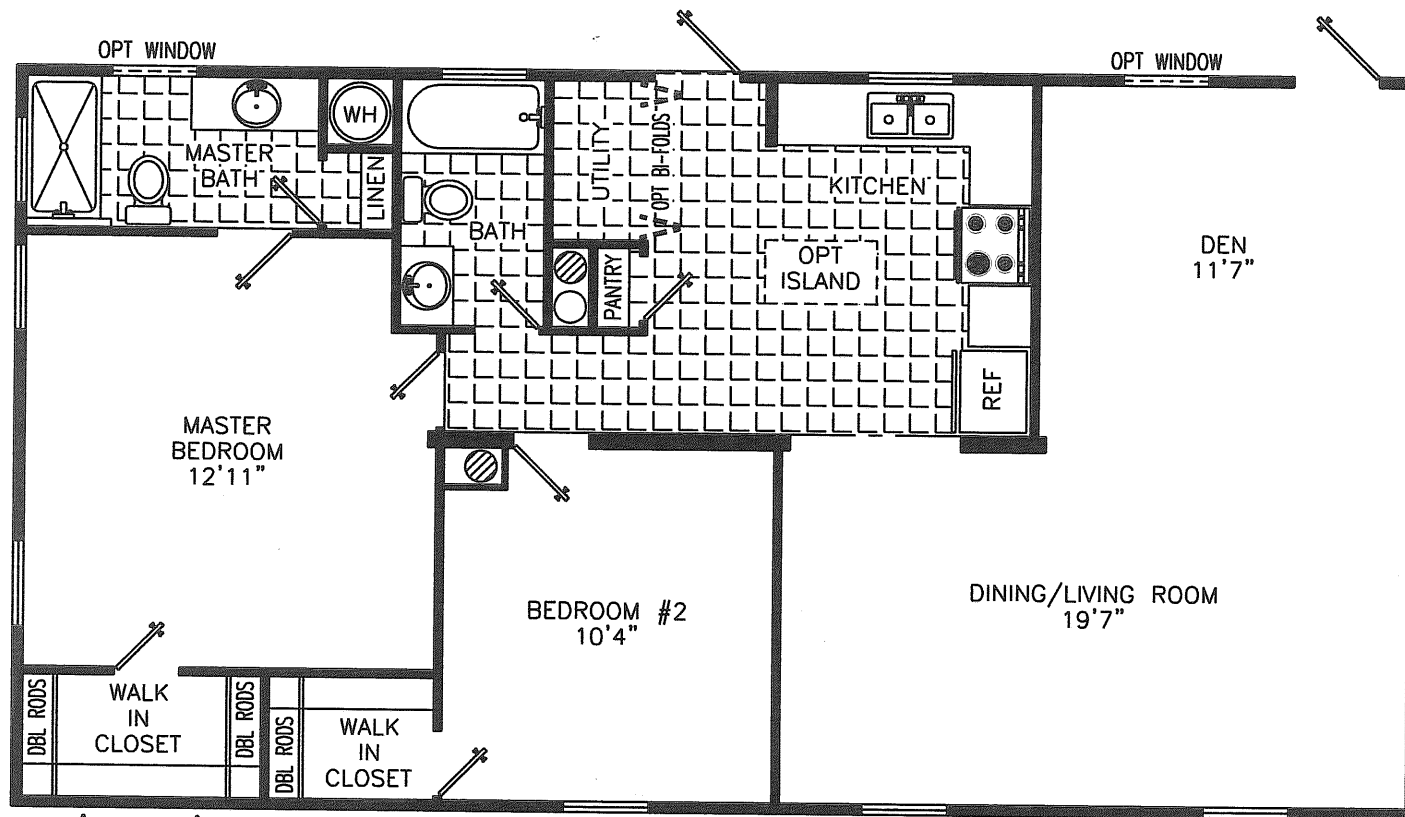 OPT WINDOW
OPT WINDOW
WH
MASTER
BATH
LINEN
BATH
UTILITY
OPT BI-FOLDS
PANTRY
KITCHEN
OPT
ISLAND
REF
DEN
11'7"
MASTER
BEDROOM
12'11"
BEDROOM #2
10'4"
DINING/LIVING ROOM
19'7"
DBL RODS
WALK
IN
CLOSET
DBL RODS
DBL RODS
WALK
IN
CLOSET